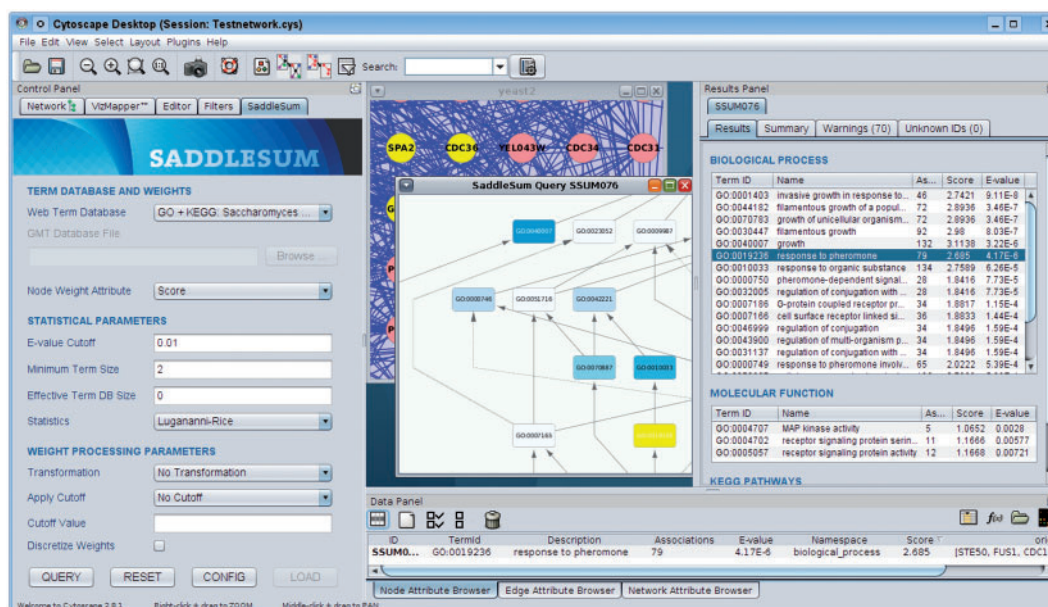 Cytoscape Desktop (Session: Testnetwork.cys)
File Edit View Select Layout Plugins Help
Search:
Control Panel
Network VizMapper™ Editor Filters SaddleSum
SADDLESUM
TERM DATABASE AND WEIGHTS
Web Term Database GO + KEGG: Saccharomyces ...
GMT Database File
Browse ...
Node Weight Attribute Score
STATISTICAL PARAMETERS
E-value Cutoff 0.01
Minimum Term Size 2
Effective Term DB Size 0
Statistics Lugananni-Rice
WEIGHT PROCESSING PARAMETERS
Transformation No Transformation
Apply Cutoff No Cutoff
Cutoff Value
Discretize Weights
QUERY RESET CONFIG LOAD
Welcome to Cytoscape 2.8.1 Right-click + drag to ZOOM Middle-click + drag to PAN
yeast2
SPA2 CDC36 YEL043W CDC34 CDC31
SaddleSum Query SSUM076
GO:0040007 GO:0023052 GO:0009987
GO:0000746 GO:0051716 GO:0042221
GO:0070887 GO:0010033
GO:0007165
Results Panel
SSUM076
Results Summary Warnings (70) Unknown IDs (0)
BIOLOGICAL PROCESS
Term ID Name As... Score E-value
GO:0001403 invasive growth in response to... 46 2.7421 9.11E-8
GO:0044182 filamentous growth of a popul... 72 2.8936 3.46E-7
GO:0070783 growth of unicellular organism... 72 2.8936 3.46E-7
GO:0030447 filamentous growth 92 2.98 8.03E-7
GO:0040007 growth 132 3.1138 3.22E-6
GO:0019236 response to pheromone 79 2.685 4.17E-6
GO:0010033 response to organic substance 134 2.7589 6.26E-5
GO:0000750 pheromone-dependent signal... 28 1.8416 7.73E-5
GO:0032005 regulation of conjugation with ... 28 1.8416 7.73E-5
GO:0007186 G-protein coupled receptor pr... 34 1.8817 1.15E-4
GO:0007166 cell surface receptor linked si... 36 1.8833 1.44E-4
GO:0046999 regulation of conjugation 34 1.8496 1.59E-4
GO:0043900 regulation of multi-organism p... 34 1.8496 1.59E-4
GO:0031137 regulation of conjugation with ... 34 1.8496 1.59E-4
GO:0000749 response to pheromone involv... 65 2.0222 5.39E-4
MOLECULAR FUNCTION
Term ID Name As... Score E-value
GO:0004707 MAP kinase activity 5 1.0652 0.0028
GO:0004702 receptor signaling protein serin... 11 1.1666 0.00577
GO:0005057 receptor signaling protein activity 12 1.1668 0.00721
KEGG PATHWAYS
Data Panel
f(x)
ID Termid Description Associations E-value Namespace Score ori
SSUM0... GO:0019236 response to pheromone 79 4.17E-6 biological_process 2.685 [STE50, FUS1, CDC1
Node Attribute Browser Edge Attribute Browser Network Attribute Browser